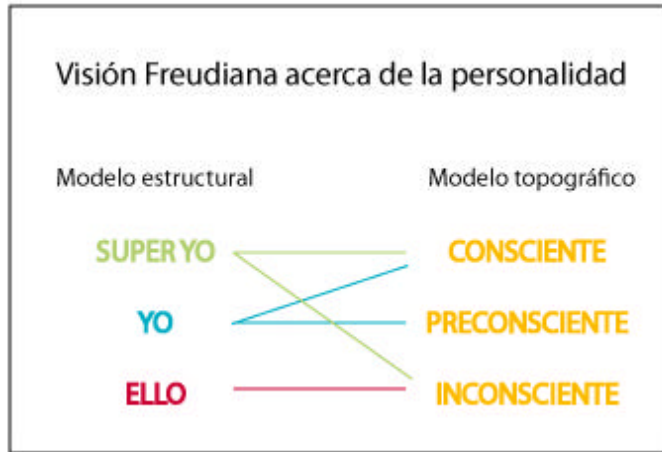 Visión Freudiana acerca de la personalidad
Modelo estructural
Modelo topográfico
SUPER YO
CONSCIENTE
YO
PRECONSCIENTE
ELLO
INCONSCIENTE